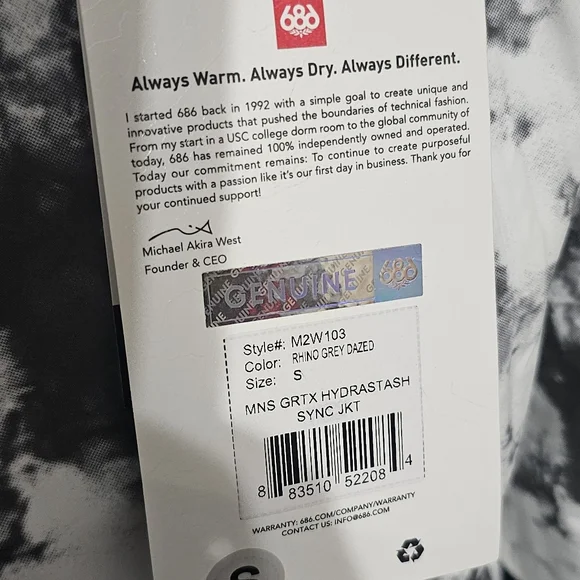 686
Always Warm. Always Dry. Always Different.
I started 686 back in 1992 with a simple goal to create unique and
innovative products that pushed the boundaries of technical fashion.
From my start in a USC college dorm room to the global community of
today, 686 has remained 100% independently owned and operated.
Today our commitment remains: To continue to create purposeful
products with a passion like it's our first day in business. Thank you for
your continued support!
Michael Akira West
Founder & CEO
GENUINE 686
Style#: M2W103
Color: RHINO GREY DAZED
Size: S
MNS GRTX HYDRASTASH
SYNC JKT
8 83510 52208 4
WARRANTY: 686.COM/COMPANY/WARRANTY
CONTACT US: INFO@686.COM
S